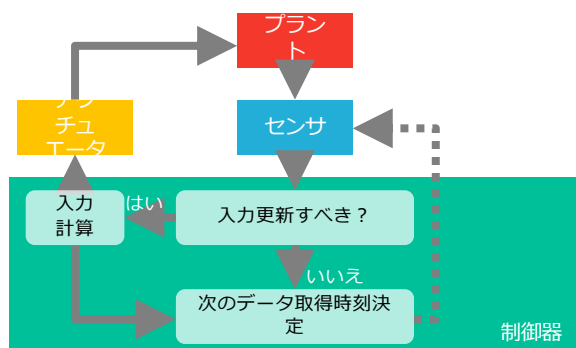 プラン
ト
アク
チュ
エータ
センサ
入力
計算
はい
入力更新すべき？
いいえ
次のデータ取得時刻決
定
制御器